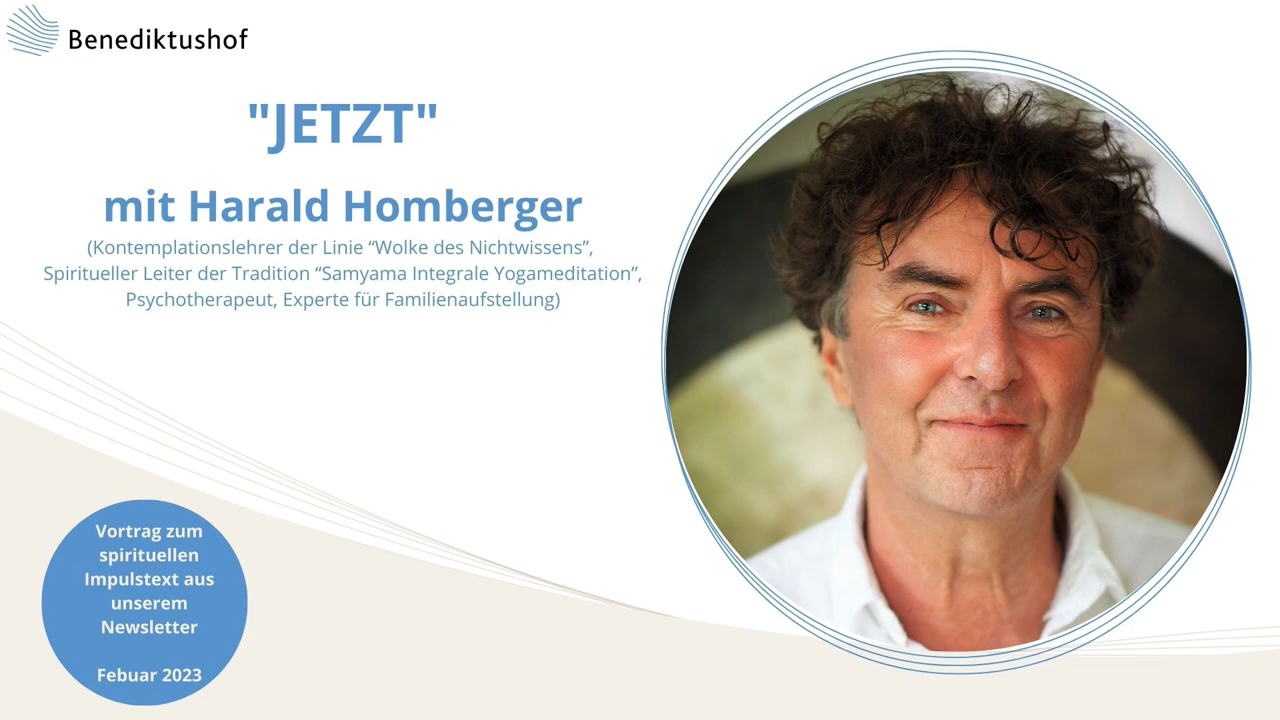 Benediktushof
"JETZT"
mit Harald Homberger
(Kontemplationslehrer der Linie “Wolke des Nichtwissens”,
Spiritueller Leiter der Tradition “Samyama Integrale Yogameditation”,
Psychotherapeut, Experte für Familienaufstellung)
Vortrag zum
spirituellen
Impulstext aus
unserem
Newsletter
Febuar 2023